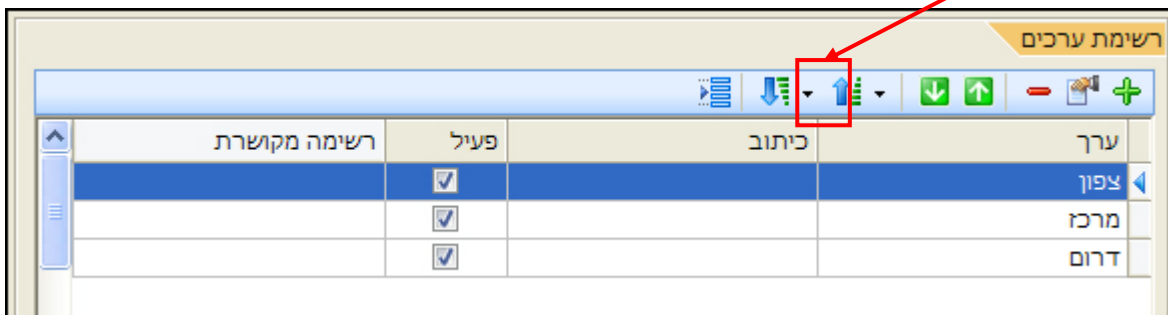 רשימת ערכים
ערך כיתוב פעיל רשימה מקושרת
צפון
מרכז
דרום